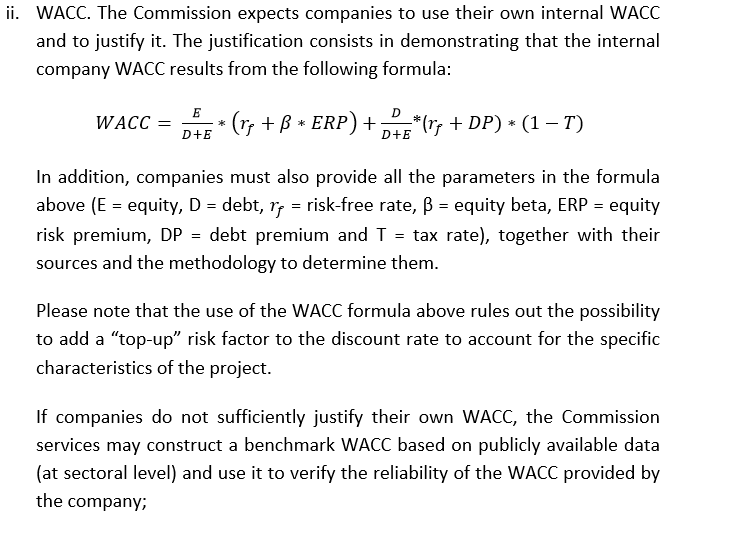 ii. WACC. The Commission expects companies to use their own internal WACC
and to justify it. The justification consists in demonstrating that the internal
company WACC results from the following formula:
WACC = E/(D+E) * (r_f + β * ERP) + D/(D+E) *(r_f + DP) * (1 − T)
In addition, companies must also provide all the parameters in the formula
above (E = equity, D = debt, r_f = risk-free rate, β = equity beta, ERP = equity
risk premium, DP = debt premium and T = tax rate), together with their
sources and the methodology to determine them.
Please note that the use of the WACC formula above rules out the possibility
to add a “top-up” risk factor to the discount rate to account for the specific
characteristics of the project.
If companies do not sufficiently justify their own WACC, the Commission
services may construct a benchmark WACC based on publicly available data
(at sectoral level) and use it to verify the reliability of the WACC provided by
the company;